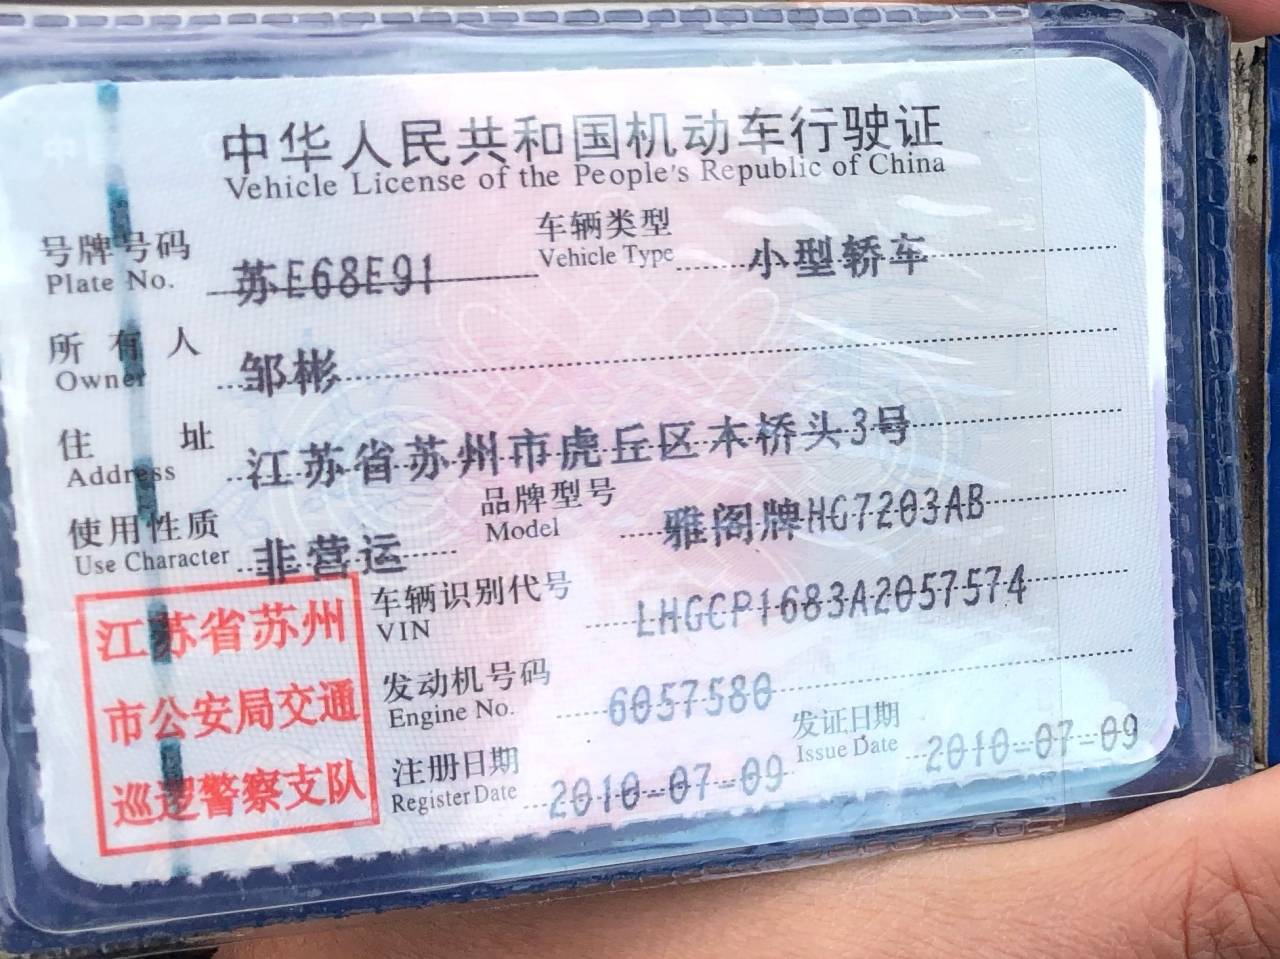 中华人民共和国机动车行驶证
Vehicle License of the People's Republic of China
号牌号码 苏E68E91 车辆类型 小型轿车
Plate No. Vehicle Type
所有人 邹彬
Owner
住址 江苏省苏州市虎丘区本桥头3号
Address
使用性质 非营运 品牌型号 雅阁牌HG7203AB
Use Character Model
车辆识别代号 LHGCP1683A2057574
VIN
发动机号码 6057580
Engine No.
注册日期 2010-07-09 发证日期 2010-07-09
Register Date Issue Date
江苏省苏州
市公安局交通
巡逻警察支队